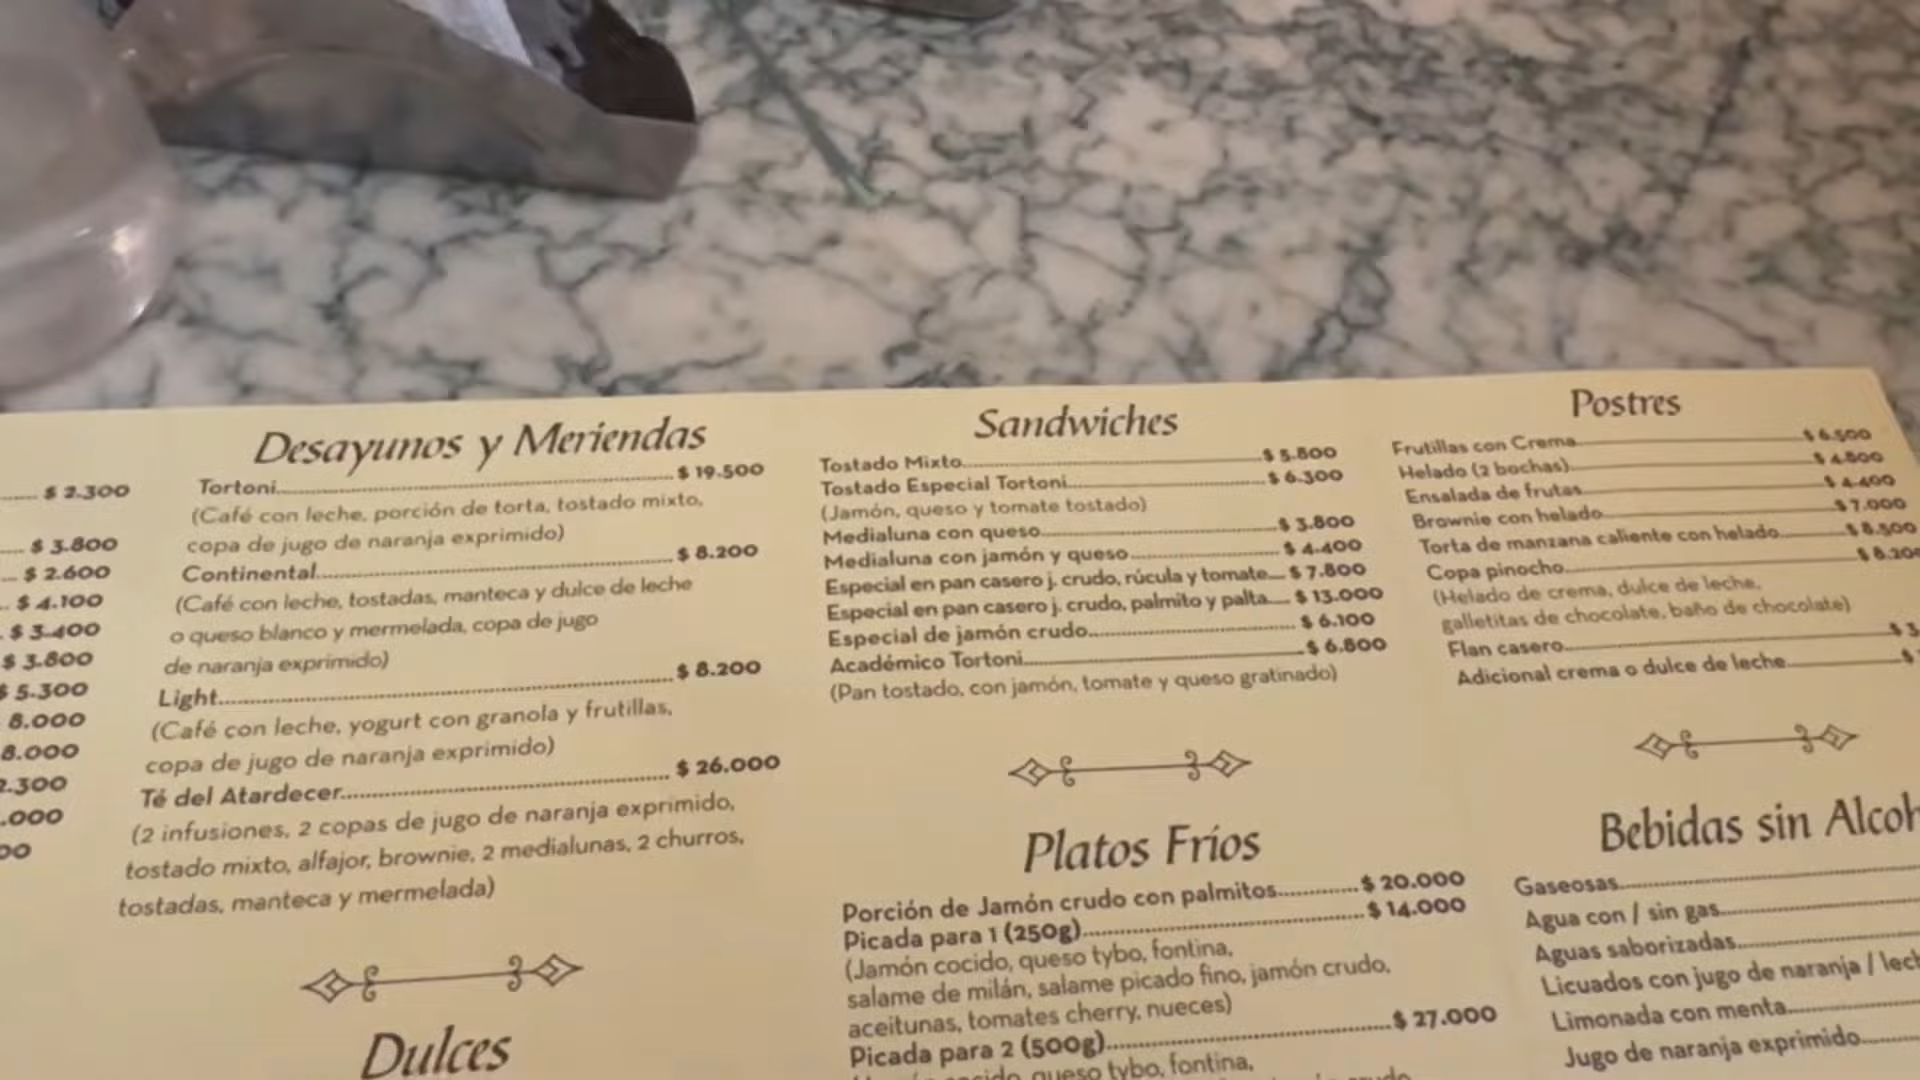 $ 2.300
$ 3.800
$ 2.600
$ 4.100
$ 3.400
$ 3.800
$ 5.300
8.000
8.000
2.300
.000
00
Desayunos y Meriendas
Tortoni $ 19.500
(Café con leche, porción de torta, tostado mixto,
copa de jugo de naranja exprimido)
Continental $ 8.200
(Café con leche, tostadas, manteca y dulce de leche
o queso blanco y mermelada, copa de jugo
de naranja exprimido)
Light $ 8.200
(Café con leche, yogurt con granola y frutillas,
copa de jugo de naranja exprimido)
Té del Atardecer $ 26.000
(2 infusiones, 2 copas de jugo de naranja exprimido,
tostado mixto, alfajor, brownie, 2 medialunas, 2 churros,
tostadas, manteca y mermelada)
Dulces
Sandwiches
Tostado Mixto $ 5.800
Tostado Especial Tortoni $ 6.300
(Jamón, queso y tomate tostado)
Medialuna con queso $ 3.800
Medialuna con jamón y queso $ 4.400
Especial en pan casero j. crudo, rúcula y tomate $ 7.800
Especial en pan casero j. crudo, palmito y palta $ 13.000
Especial de jamón crudo $ 6.100
Académico Tortoni $ 6.800
(Pan tostado, con jamón, tomate y queso gratinado)
Platos Fríos
Porción de Jamón crudo con palmitos $ 20.000
Picada para 1 (250g) $ 14.000
(Jamón cocido, queso tybo, fontina,
salame de milán, salame picado fino, jamón crudo,
aceitunas, tomates cherry, nueces)
Picada para 2 (500g) $ 27.000
queso tybo, fontina,
Postres
Frutillas con Crema $ 6.500
Helado (2 bochas) $ 4.800
Ensalada de frutas $ 4.400
Brownie con helado $ 7.000
Torta de manzana caliente con helado $ 8.500
Copa pinocho $ 8.200
(Helado de crema, dulce de leche,
galletitas de chocolate, baño de chocolate)
Flan casero $ 3
Adicional crema o dulce de leche $
Bebidas sin Alcoh
Gaseosas
Agua con / sin gas
Aguas saborizadas
Licuados con jugo de naranja / lech
Limonada con menta
Jugo de naranja exprimido